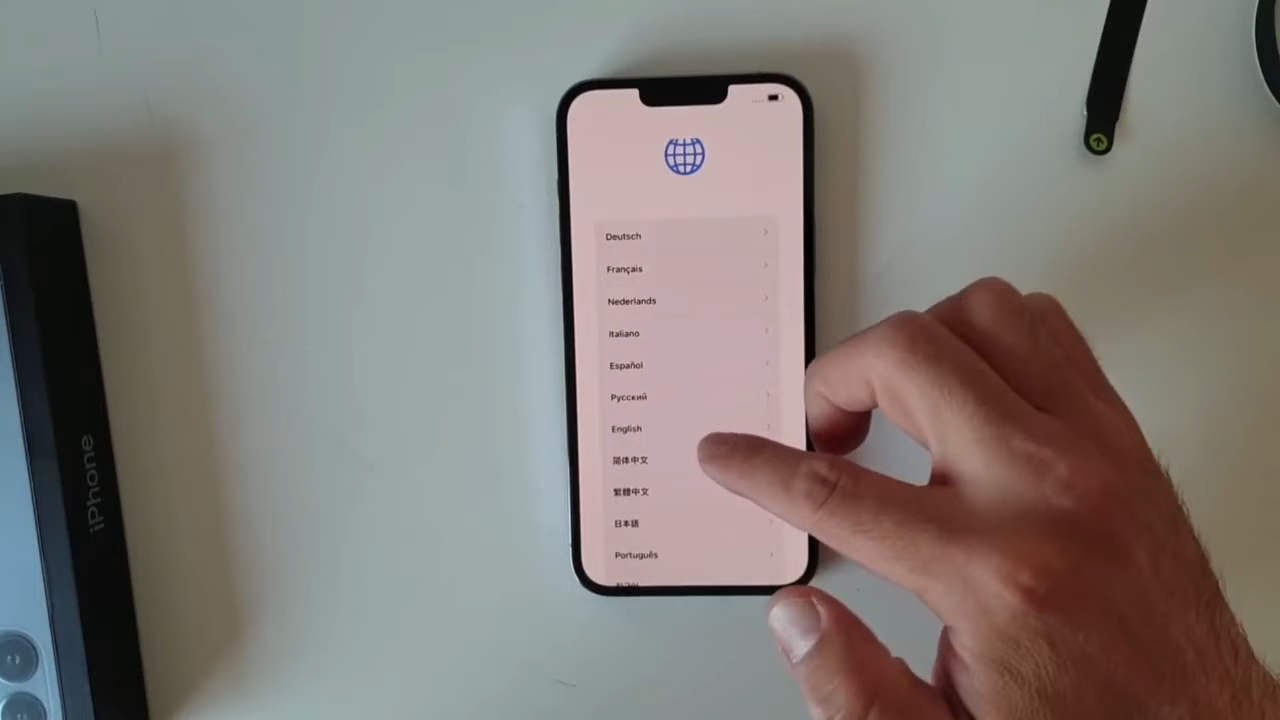 Deutsch
Français
Nederlands
Italiano
Español
Русский
English
简体中文
繁體中文
日本語
Português
iPhone